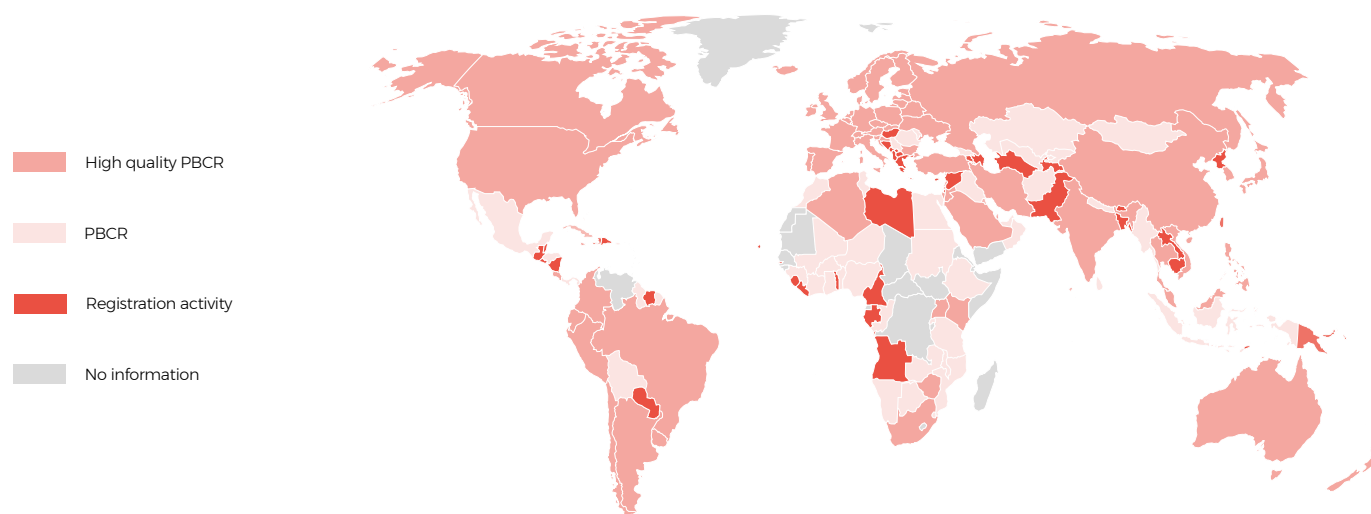 High quality PBCR
PBCR
Registration activity
No information